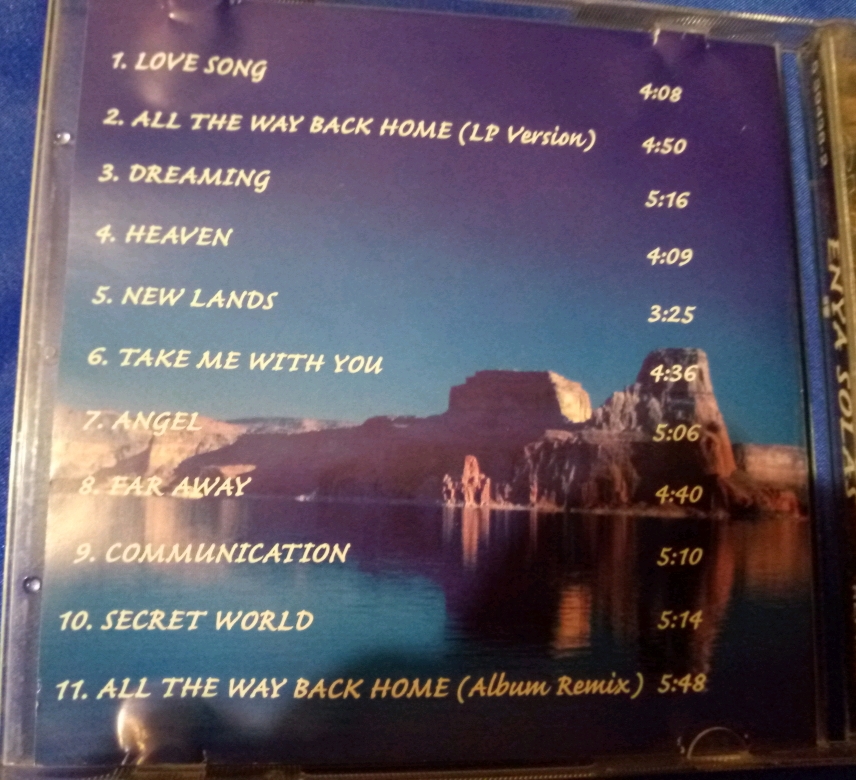 1. LOVE SONG 4:08
2. ALL THE WAY BACK HOME (LP Version) 4:50
3. DREAMING 5:16
4. HEAVEN 4:09
5. NEW LANDS 3:25
6. TAKE ME WITH YOU 4:36
7. ANGEL 5:06
8. FAR AWAY 4:40
9. COMMUNICATION 5:10
10. SECRET WORLD 5:14
11. ALL THE WAY BACK HOME (Album Remix) 5:48
ENYA SOLAS